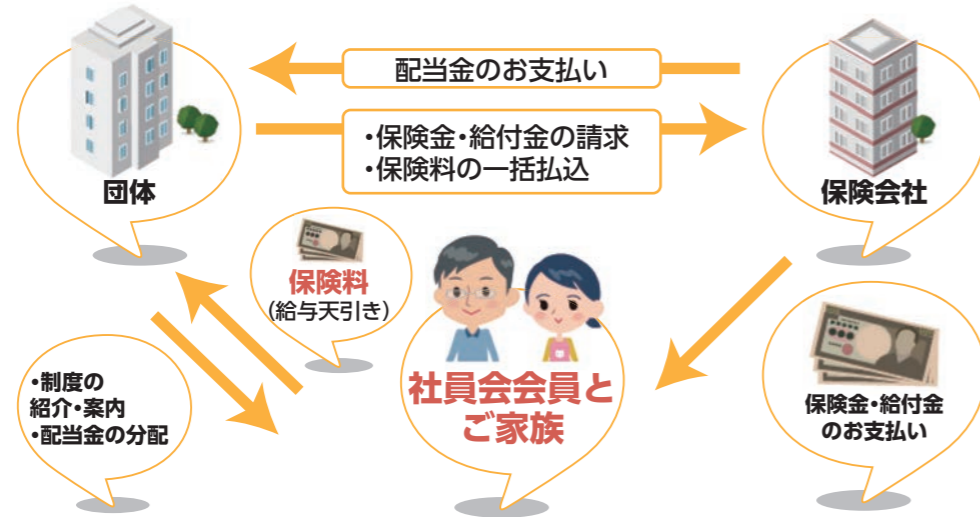 配当金のお支払い
・保険金・給付金の請求
・保険料の一括払込
団体
保険会社
保険料
(給与天引き)
・制度の
紹介・案内
・配当金の分配
社員会会員と
ご家族
保険金・給付金
のお支払い